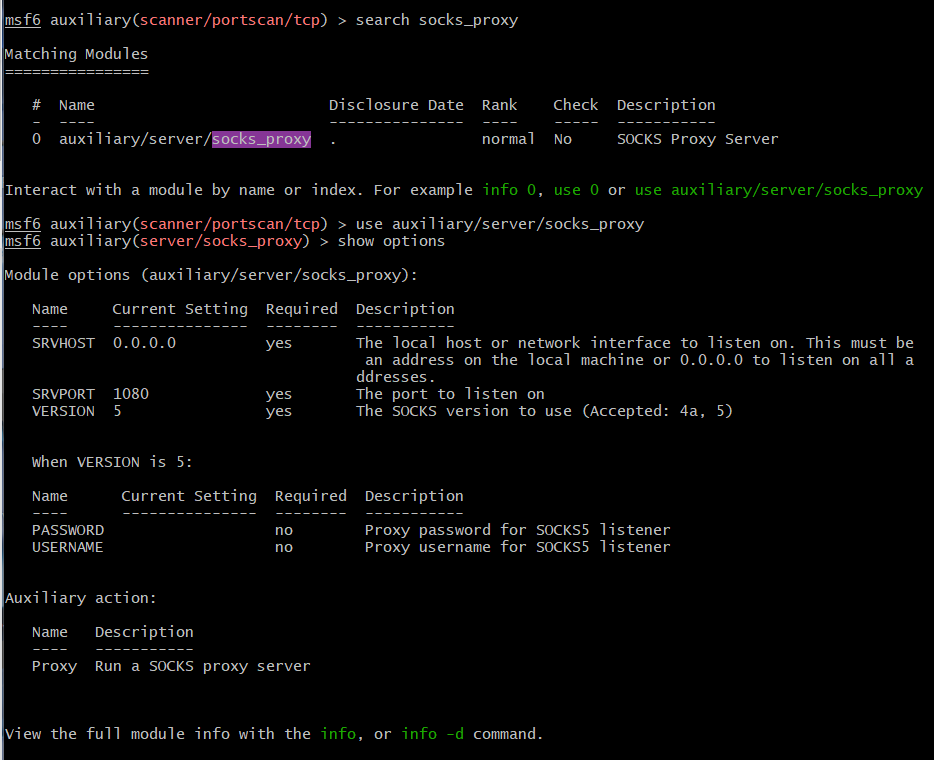 msf6 auxiliary(scanner/portscan/tcp) > search socks_proxy
Matching Modules
================
#  Name                              Disclosure Date  Rank    Check  Description
-  ----                              ---------------  ----    -----  -----------
0  auxiliary/server/socks_proxy  .                normal  No     SOCKS Proxy Server
Interact with a module by name or index. For example info 0, use 0 or use auxiliary/server/socks_proxy
msf6 auxiliary(scanner/portscan/tcp) > use auxiliary/server/socks_proxy
msf6 auxiliary(server/socks_proxy) > show options
Module options (auxiliary/server/socks_proxy):
Name     Current Setting  Required  Description
----     ---------------  --------  -----------
SRVHOST  0.0.0.0          yes       The local host or network interface to listen on. This must be
an address on the local machine or 0.0.0.0 to listen on all a
ddresses.
SRVPORT  1080             yes       The port to listen on
VERSION  5                yes       The SOCKS version to use (Accepted: 4a, 5)
When VERSION is 5:
Name      Current Setting  Required  Description
----      ---------------  --------  -----------
PASSWORD                   no        Proxy password for SOCKS5 listener
USERNAME                   no        Proxy username for SOCKS5 listener
Auxiliary action:
Name   Description
----   -----------
Proxy  Run a SOCKS proxy server
View the full module info with the info, or info -d command.